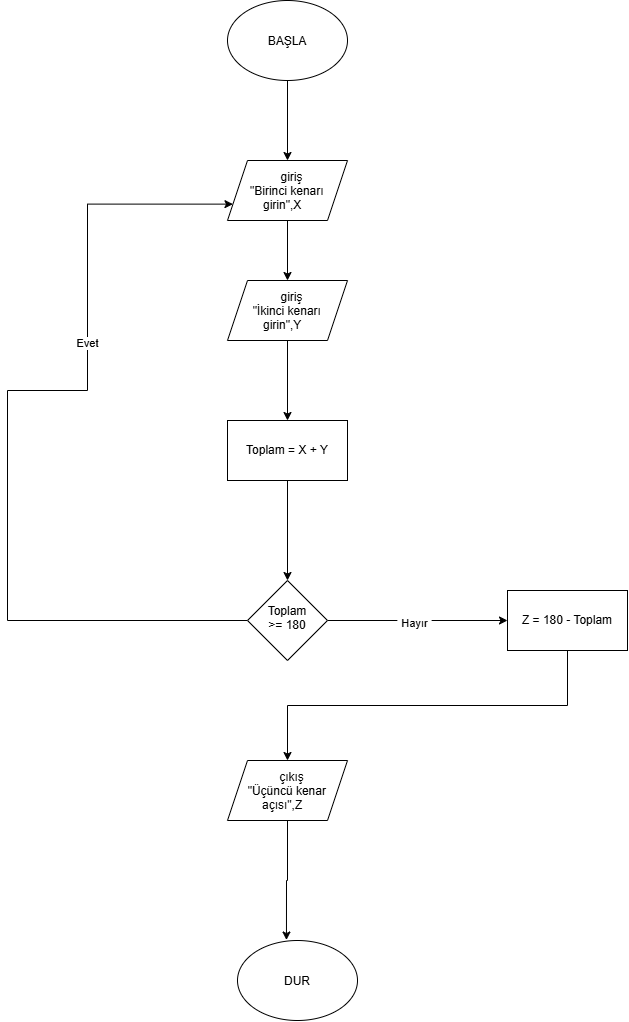 BAŞLA
giriş
"Birinci kenarı
girin",X
giriş
"İkinci kenarı
girin",Y
Evet
Toplam = X + Y
Toplam
>= 180
Hayır
Z = 180 - Toplam
çıkış
"Üçüncü kenar
açısı",Z
DUR